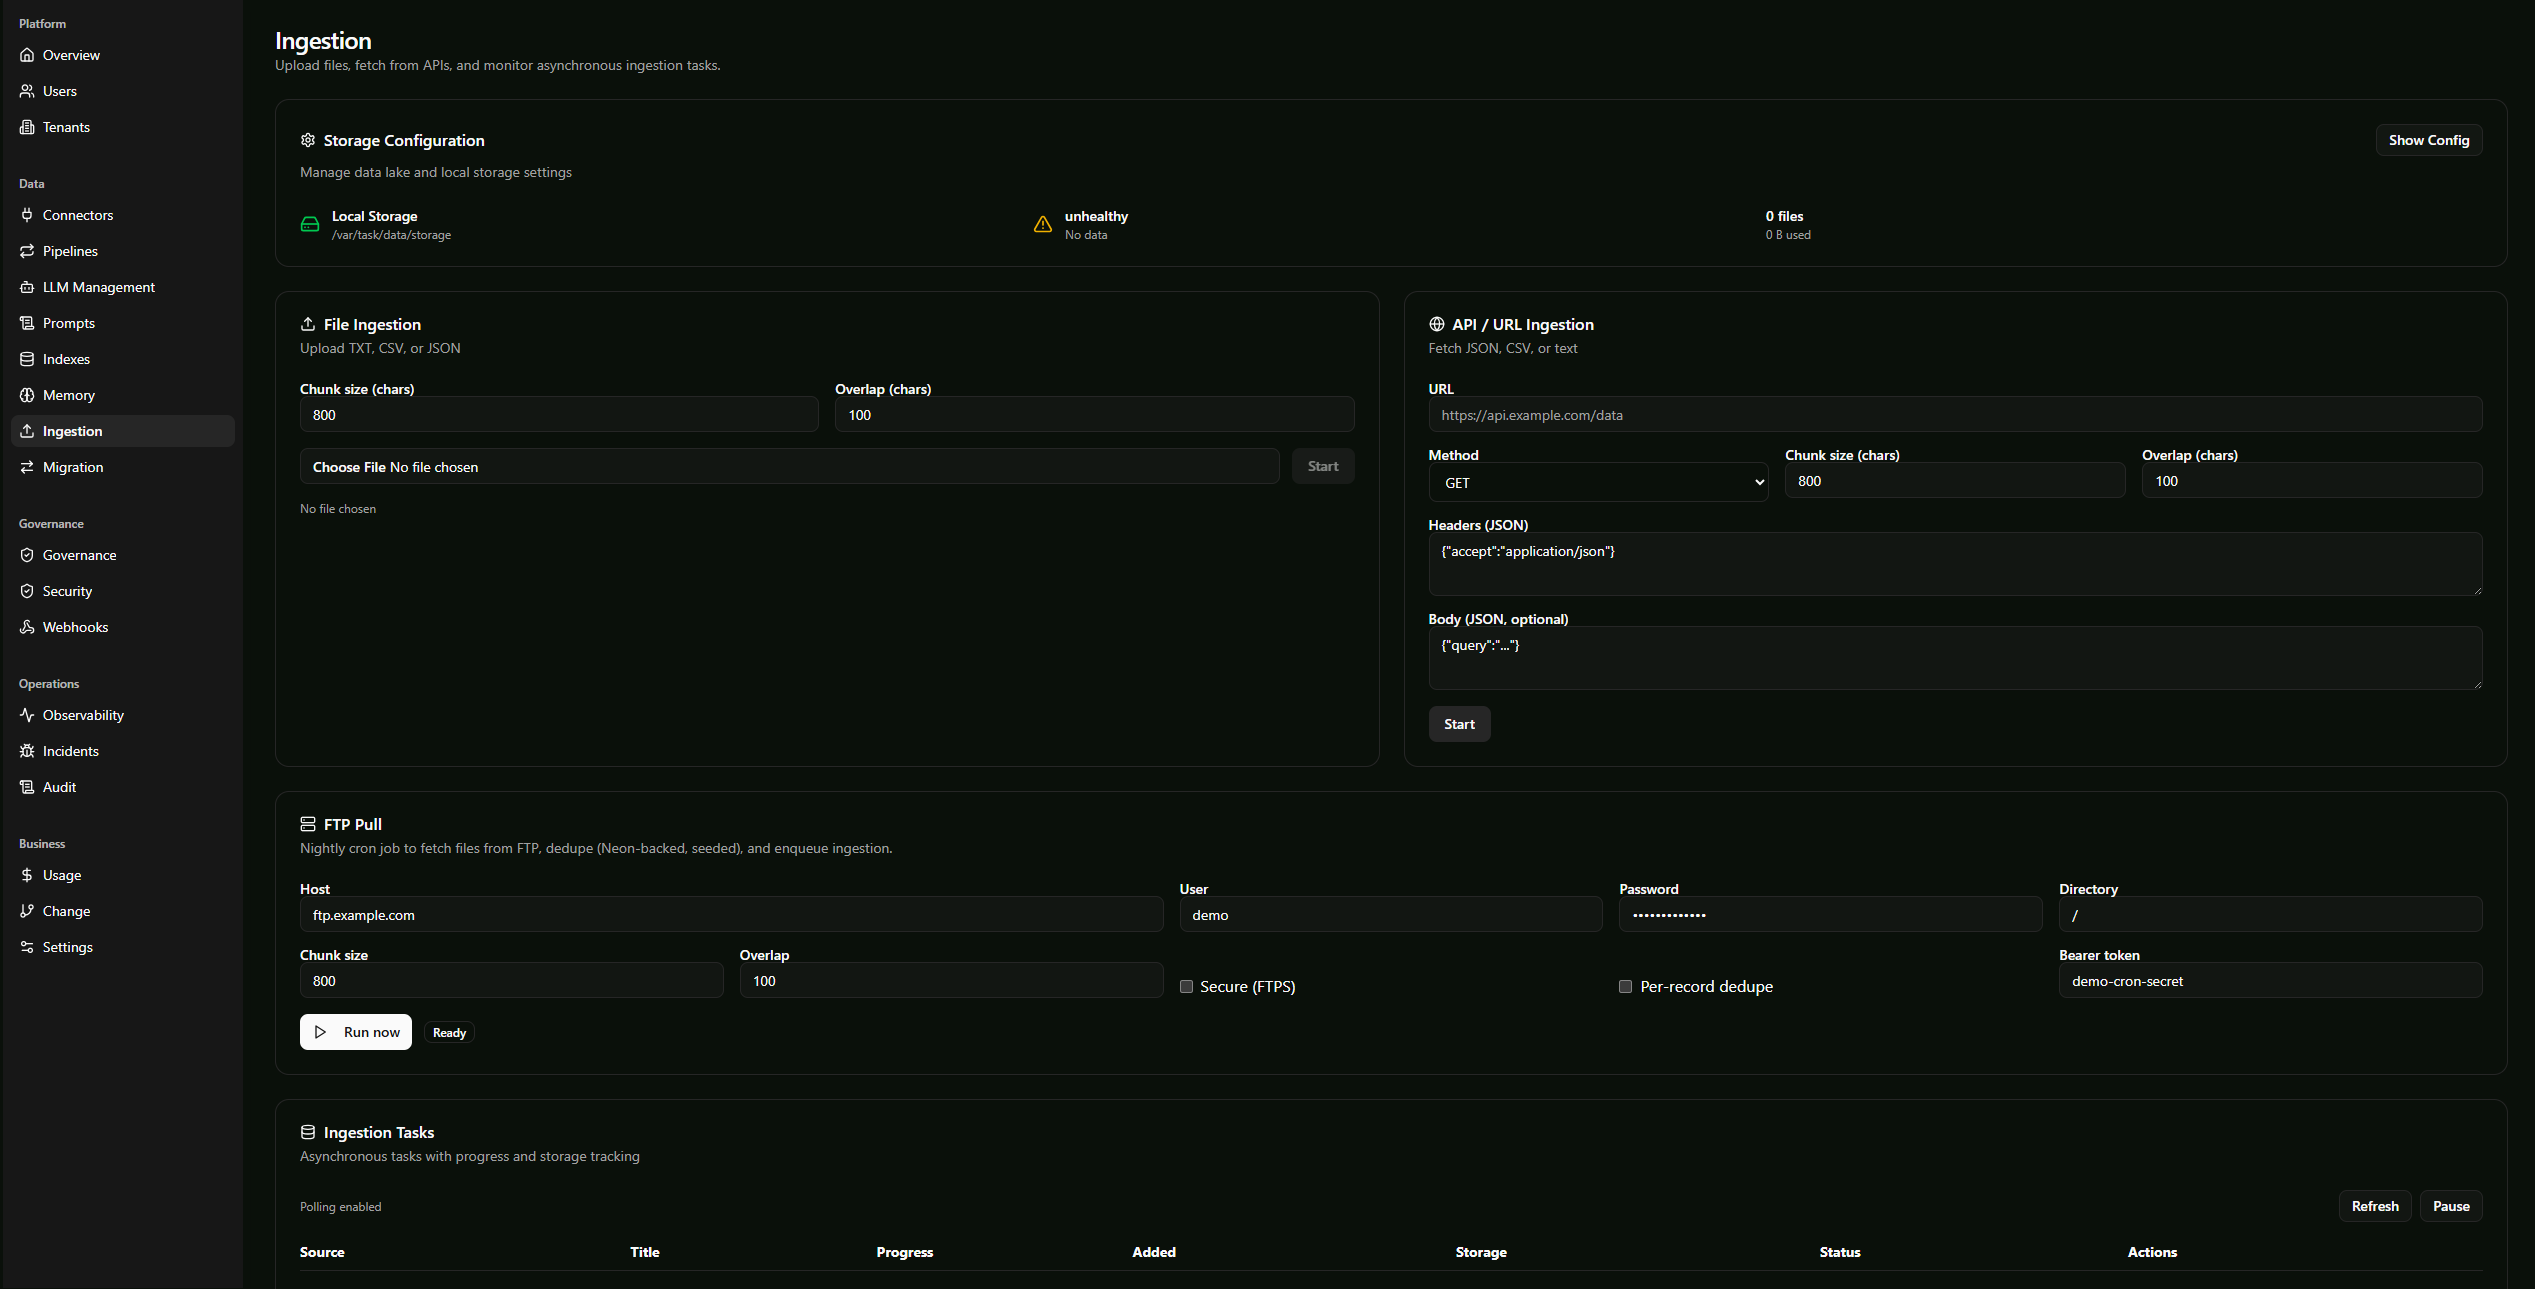 Platform
Overview
Users
Tenants
Data
Connectors
Pipelines
LLM Management
Prompts
Indexes
Memory
Ingestion
Migration
Governance
Governance
Security
Webhooks
Operations
Observability
Incidents
Audit
Business
Usage
Change
Settings
Ingestion
Upload files, fetch from APIs, and monitor asynchronous ingestion tasks.
Storage Configuration
Show Config
Manage data lake and local storage settings
Local Storage
/var/task/data/storage
unhealthy
No data
0 files
0 B used
File Ingestion
Upload TXT, CSV, or JSON
Chunk size (chars) Overlap (chars)
800 100
Choose File No file chosen Start
No file chosen
API / URL Ingestion
Fetch JSON, CSV, or text
URL
https://api.example.com/data
Method Chunk size (chars) Overlap (chars)
GET 800 100
Headers (JSON)
{"accept":"application/json"}
Body (JSON, optional)
{"query":"..."}
Start
FTP Pull
Nightly cron job to fetch files from FTP, dedupe (Neon-backed, seeded), and enqueue ingestion.
Host User Password Directory
ftp.example.com demo ••••••••••••• /
Chunk size Overlap Bearer token
800 100 Secure (FTPS) Per-record dedupe demo-cron-secret
Run now Ready
Ingestion Tasks
Asynchronous tasks with progress and storage tracking
Polling enabled Refresh Pause
Source Title Progress Added Storage Status Actions